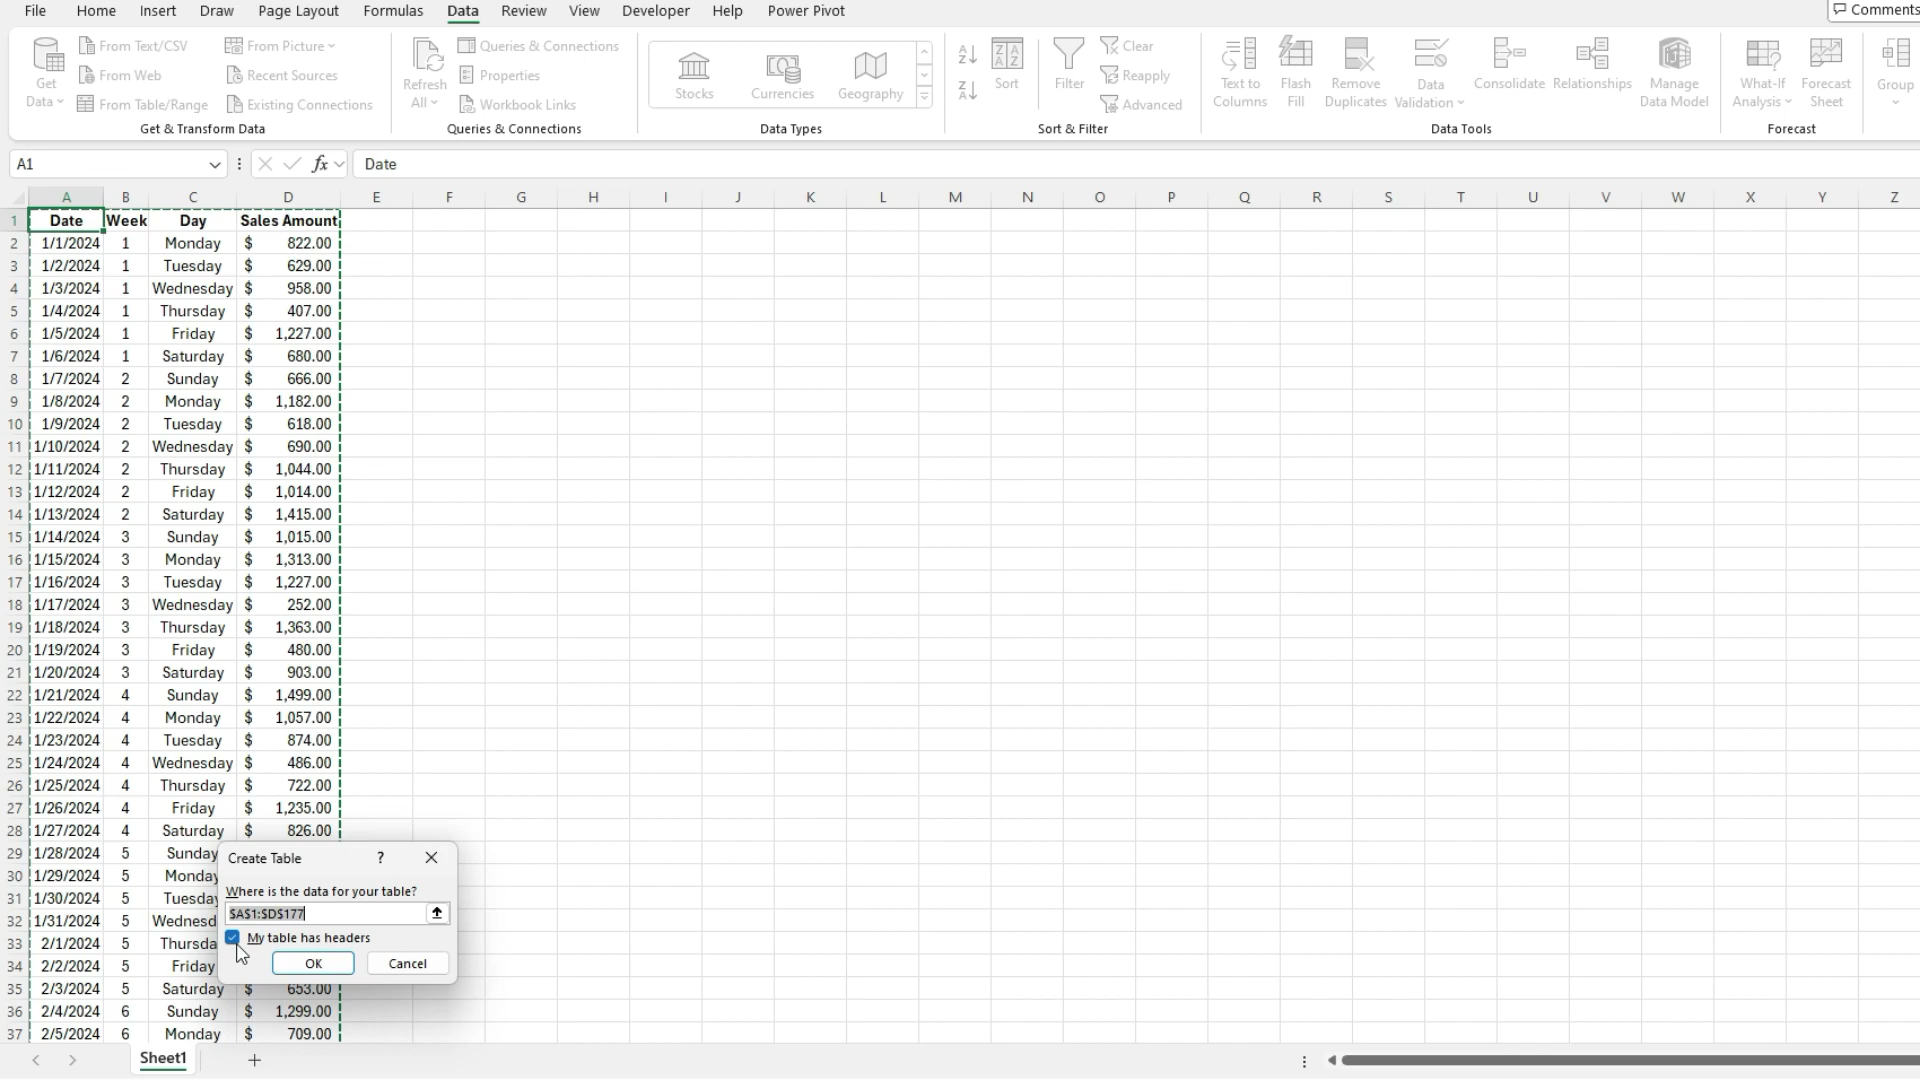 File Home Insert Draw Page Layout Formulas Data Review View Developer Help Power Pivot Comments
Get Data
From Text/CSV
From Web
From Table/Range
From Picture
Recent Sources
Existing Connections
Get & Transform Data
Refresh All
Queries & Connections
Properties
Workbook Links
Queries & Connections
Stocks Currencies Geography
Data Types
Sort
Filter
Clear
Reapply
Advanced
Sort & Filter
Text to Columns
Flash Fill
Remove Duplicates
Data Validation
Consolidate
Relationships
Manage Data Model
Data Tools
What-If Analysis
Forecast Sheet
Forecast
Group
A1 fx Date
A B C D E F G H I J K L M N O P Q R S T U V W X Y Z
1 Date Week Day Sales Amount
2 1/1/2024 1 Monday $ 822.00
3 1/2/2024 1 Tuesday $ 629.00
4 1/3/2024 1 Wednesday $ 958.00
5 1/4/2024 1 Thursday $ 407.00
6 1/5/2024 1 Friday $ 1,227.00
7 1/6/2024 1 Saturday $ 680.00
8 1/7/2024 2 Sunday $ 666.00
9 1/8/2024 2 Monday $ 1,182.00
10 1/9/2024 2 Tuesday $ 618.00
11 1/10/2024 2 Wednesday $ 690.00
12 1/11/2024 2 Thursday $ 1,044.00
13 1/12/2024 2 Friday $ 1,014.00
14 1/13/2024 2 Saturday $ 1,415.00
15 1/14/2024 3 Sunday $ 1,015.00
16 1/15/2024 3 Monday $ 1,313.00
17 1/16/2024 3 Tuesday $ 1,227.00
18 1/17/2024 3 Wednesday $ 252.00
19 1/18/2024 3 Thursday $ 1,363.00
20 1/19/2024 3 Friday $ 480.00
21 1/20/2024 3 Saturday $ 903.00
22 1/21/2024 4 Sunday $ 1,499.00
23 1/22/2024 4 Monday $ 1,057.00
24 1/23/2024 4 Tuesday $ 874.00
25 1/24/2024 4 Wednesday $ 486.00
26 1/25/2024 4 Thursday $ 722.00
27 1/26/2024 4 Friday $ 1,235.00
28 1/27/2024 4 Saturday $ 826.00
29 1/28/2024 5 Sunday
30 1/29/2024 5 Monday
31 1/30/2024 5 Tuesday
32 1/31/2024 5 Wednesd
33 2/1/2024 5 Thursda
34 2/2/2024 5 Friday
35 2/3/2024 5 Saturday $ 653.00
36 2/4/2024 6 Sunday $ 1,299.00
37 2/5/2024 6 Monday $ 709.00
Create Table ?
Where is the data for your table?
$A$1:$D$177
My table has headers
OK Cancel
Sheet1